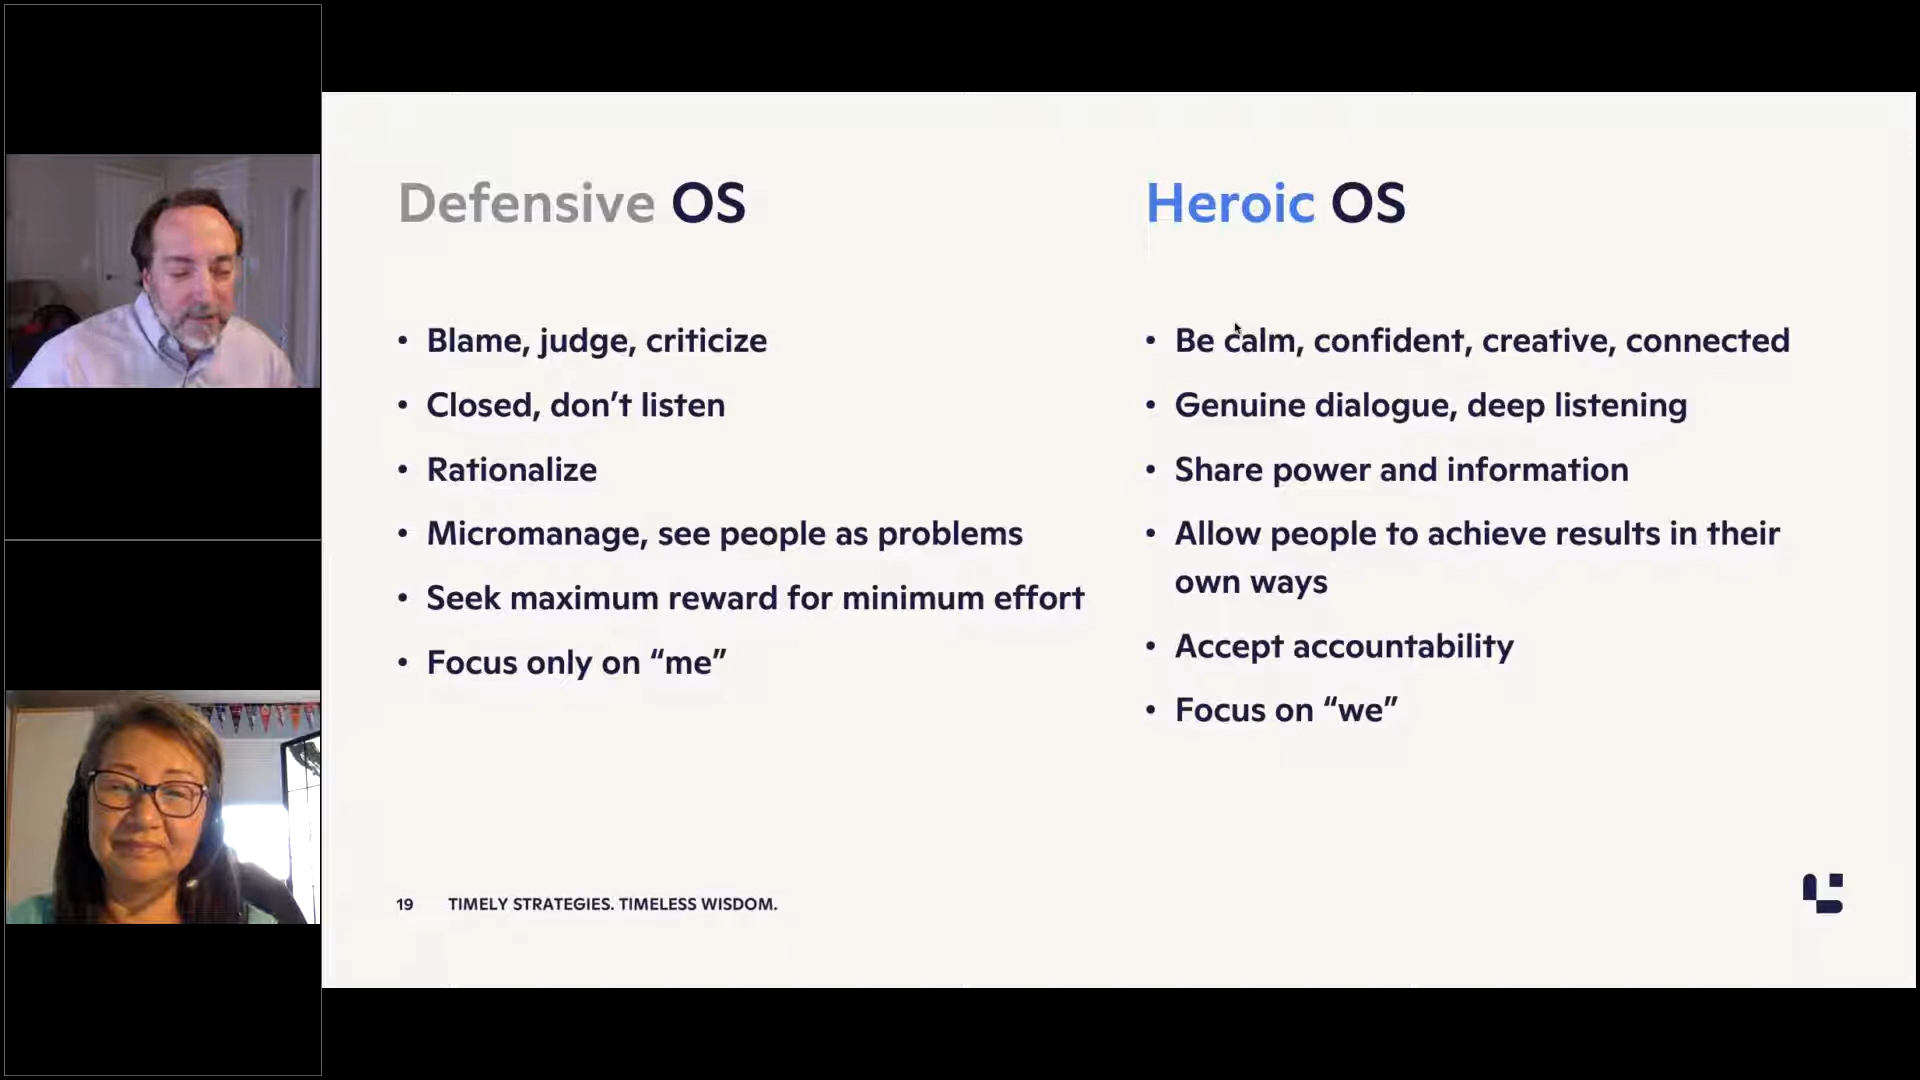 Defensive OS
• Blame, judge, criticize
• Closed, don’t listen
• Rationalize
• Micromanage, see people as problems
• Seek maximum reward for minimum effort
• Focus only on “me”
Heroic OS
• Be calm, confident, creative, connected
• Genuine dialogue, deep listening
• Share power and information
• Allow people to achieve results in their
own ways
• Accept accountability
• Focus on “we”
19 TIMELY STRATEGIES. TIMELESS WISDOM.